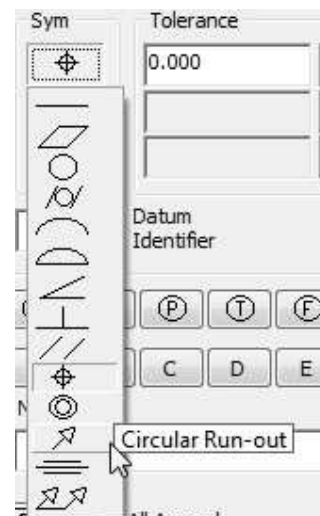 Sym Tolerance
0.000
Datum
Identifier
Ⓟ Ⓣ Ⓕ
C D E
Circular Run-out